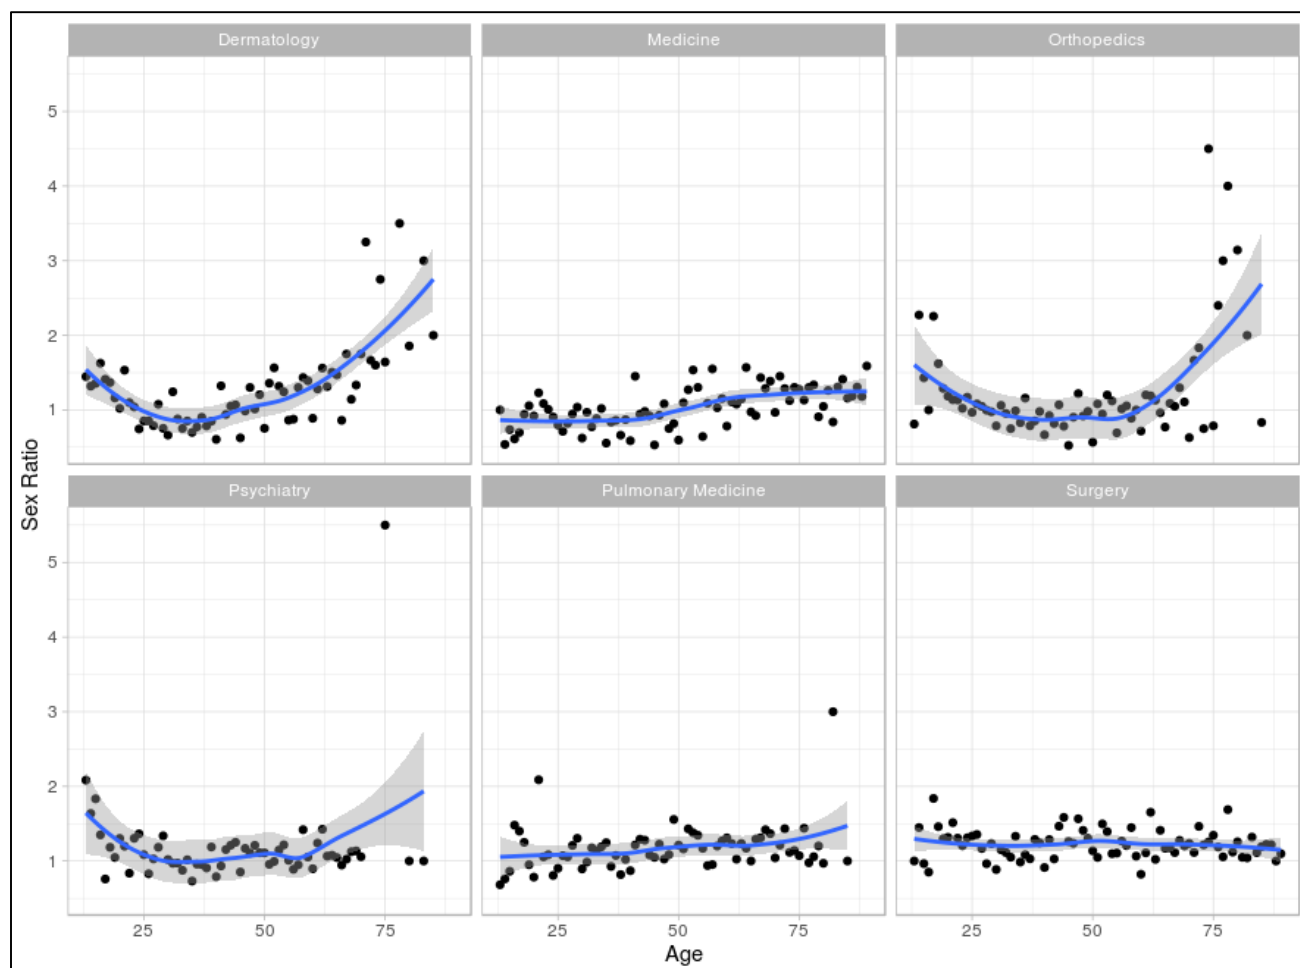 Dermatology
Medicine
Orthopedics
5
4
3
2
1
Sex Ratio
Psychiatry
Pulmonary Medicine
Surgery
5
4
3
2
1
25
50
75
25
50
75
25
50
75
Age